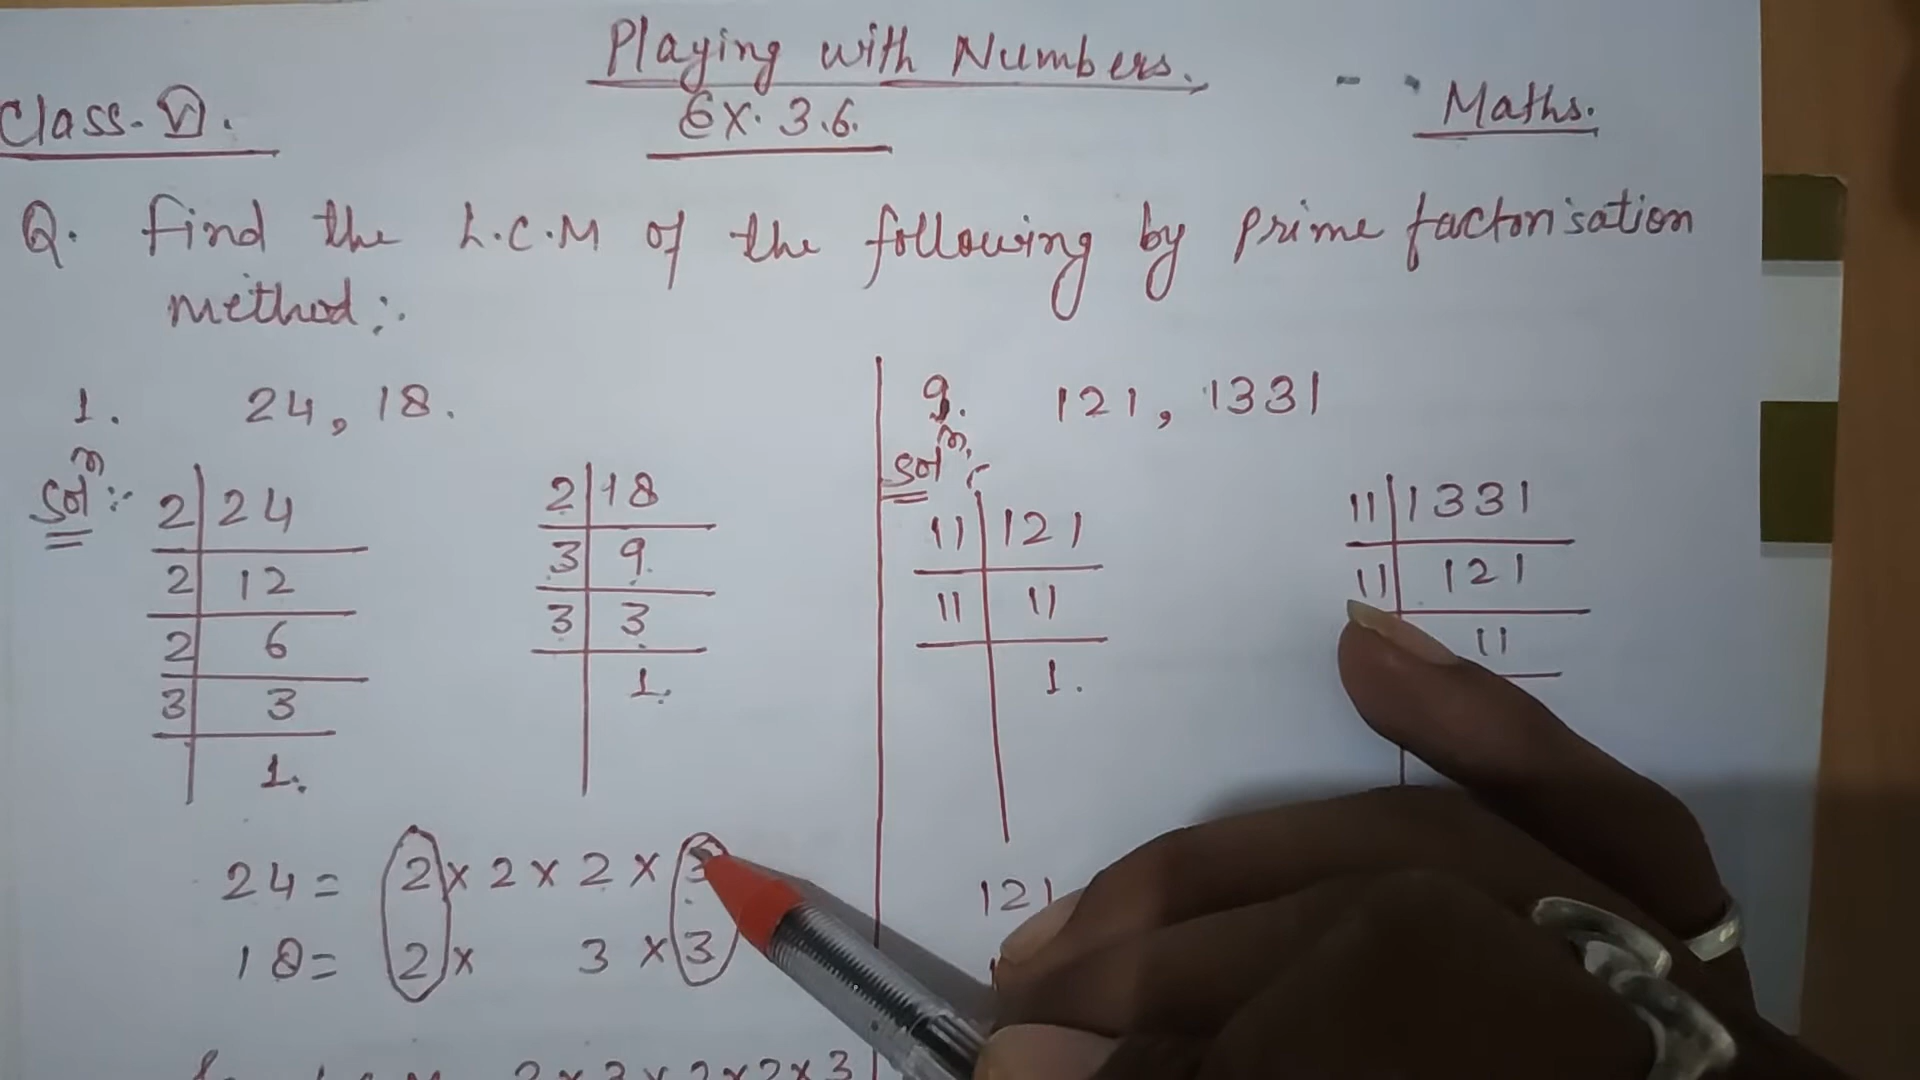 Playing with Numbers.
Class-V.
Ex. 3.6.
Maths.
Q. Find the L.C.M of the following by prime factorisation
method:.
1. 24, 18.
Solⁿ:-
2 24
2 12
2 6
3 3
1.
2 18
3 9
3 3
1.
24 = 2 x 2 x 2 x 3
18 = 2 x 3 x 3
9. 121, 1331
Solⁿ:
11 121
11 11
1.
11 1331
11 121
11
121